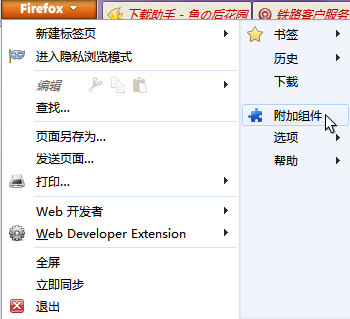 Firefox
下载助手 - 鱼の后花园
铁路客户服务
新建标签页
进入隐私浏览模式
编辑
查找...
页面另存为...
发送页面...
打印...
Web 开发者
Web Developer Extension
全屏
立即同步
退出
书签
历史
下载
附加组件
选项
帮助